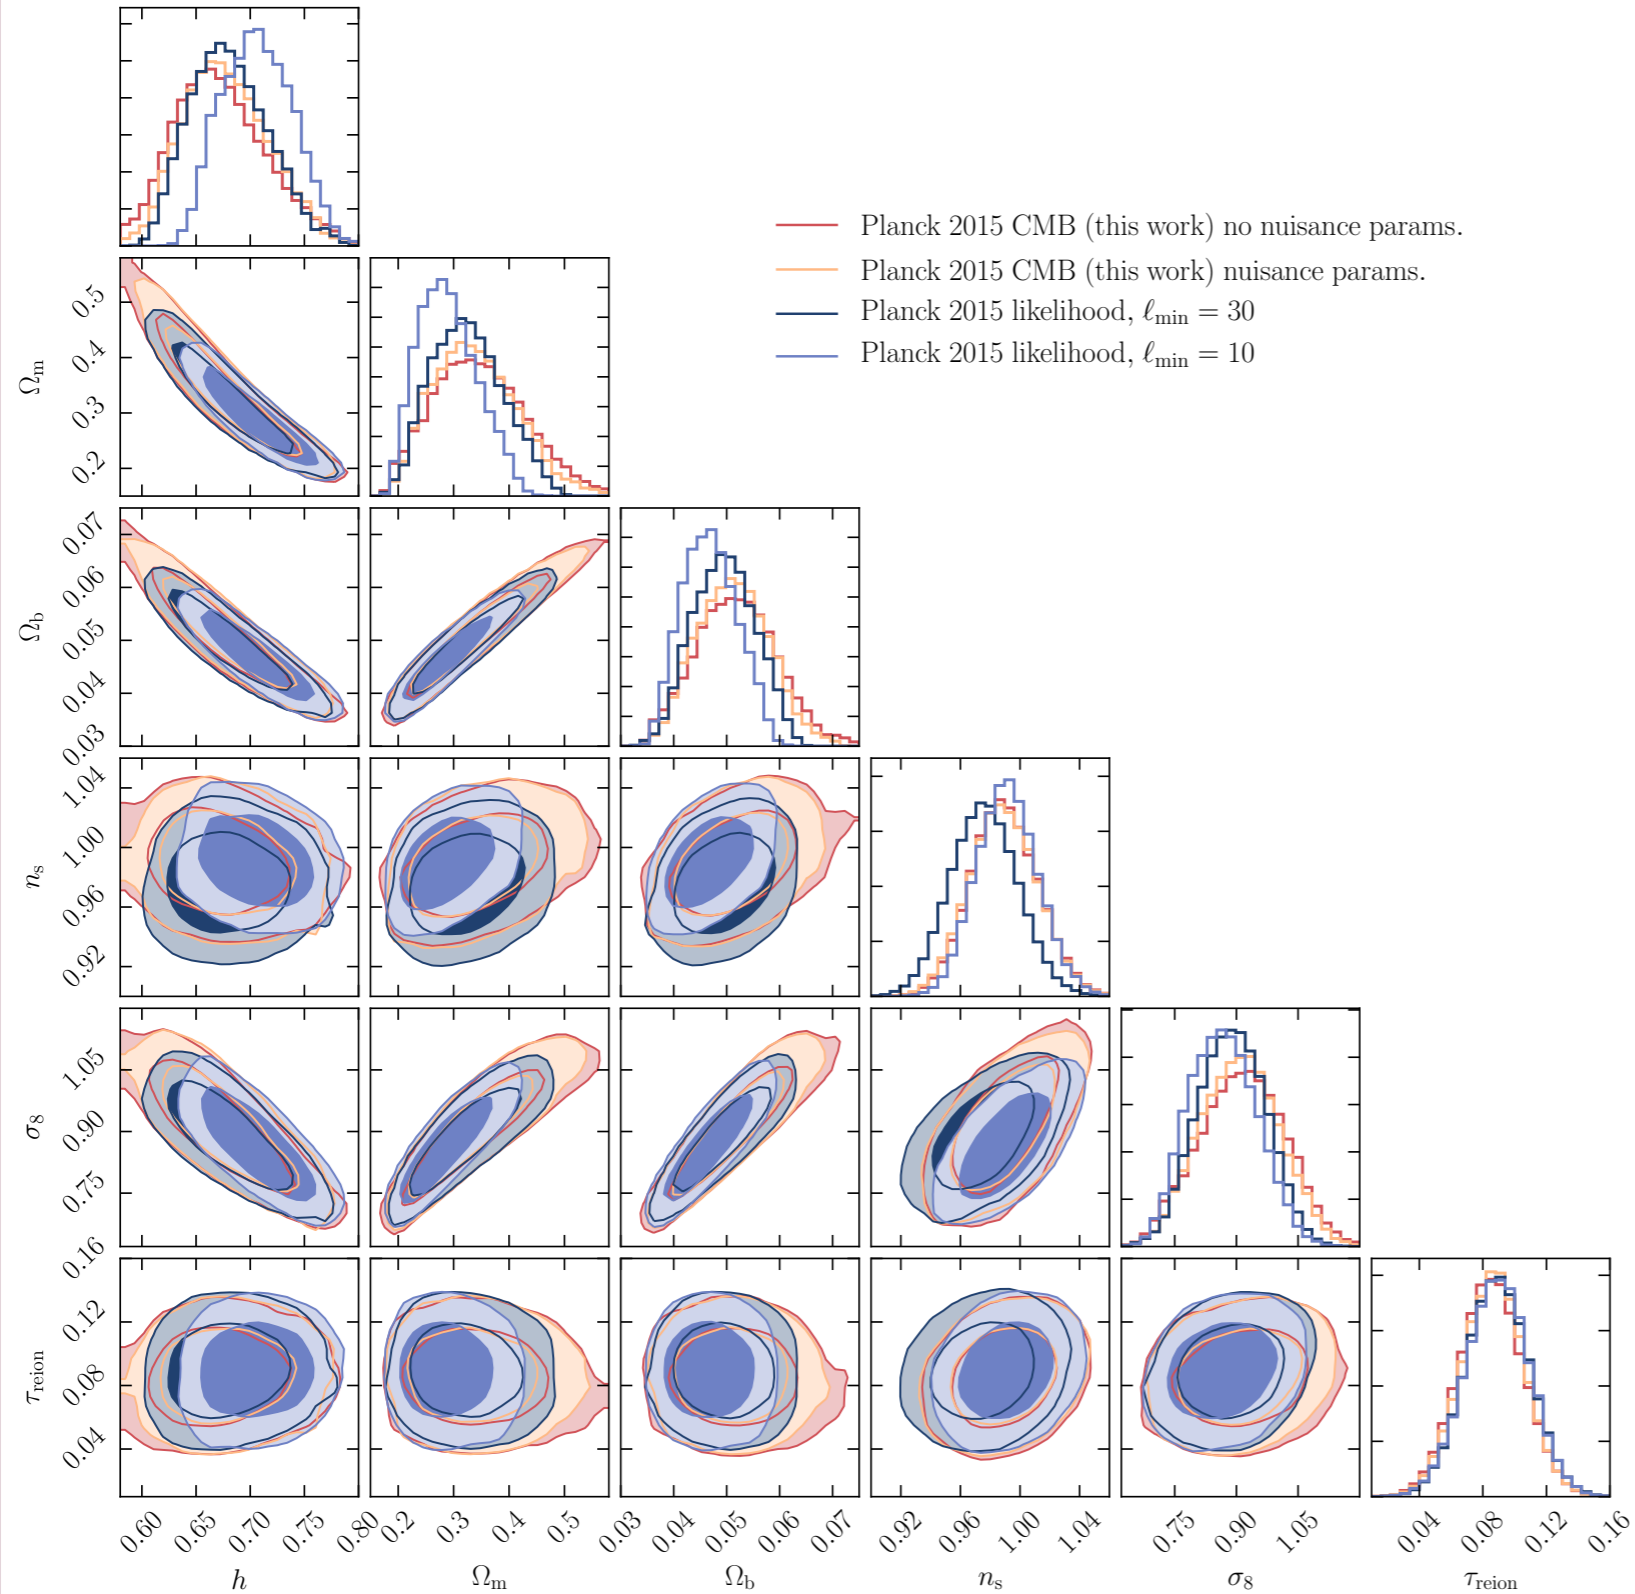 Planck 2015 CMB (this work) no nuisance params.
Planck 2015 CMB (this work) nuisance params.
Planck 2015 likelihood, ℓmin = 30
Planck 2015 likelihood, ℓmin = 10
Ωm
0.5
0.4
0.3
0.2
Ωb
0.07
0.06
0.05
0.04
0.03
ns
1.04
1.00
0.96
0.92
σ8
1.05
0.90
0.75
τreion
0.16
0.12
0.08
0.04
0.60 0.65 0.70 0.75 0.80 0.2 0.3 0.4 0.5 0.03 0.04 0.05 0.06 0.07 0.92 0.96 1.00 1.04 0.75 0.90 1.05 0.04 0.08 0.12 0.16
h Ωm Ωb ns σ8 τreion